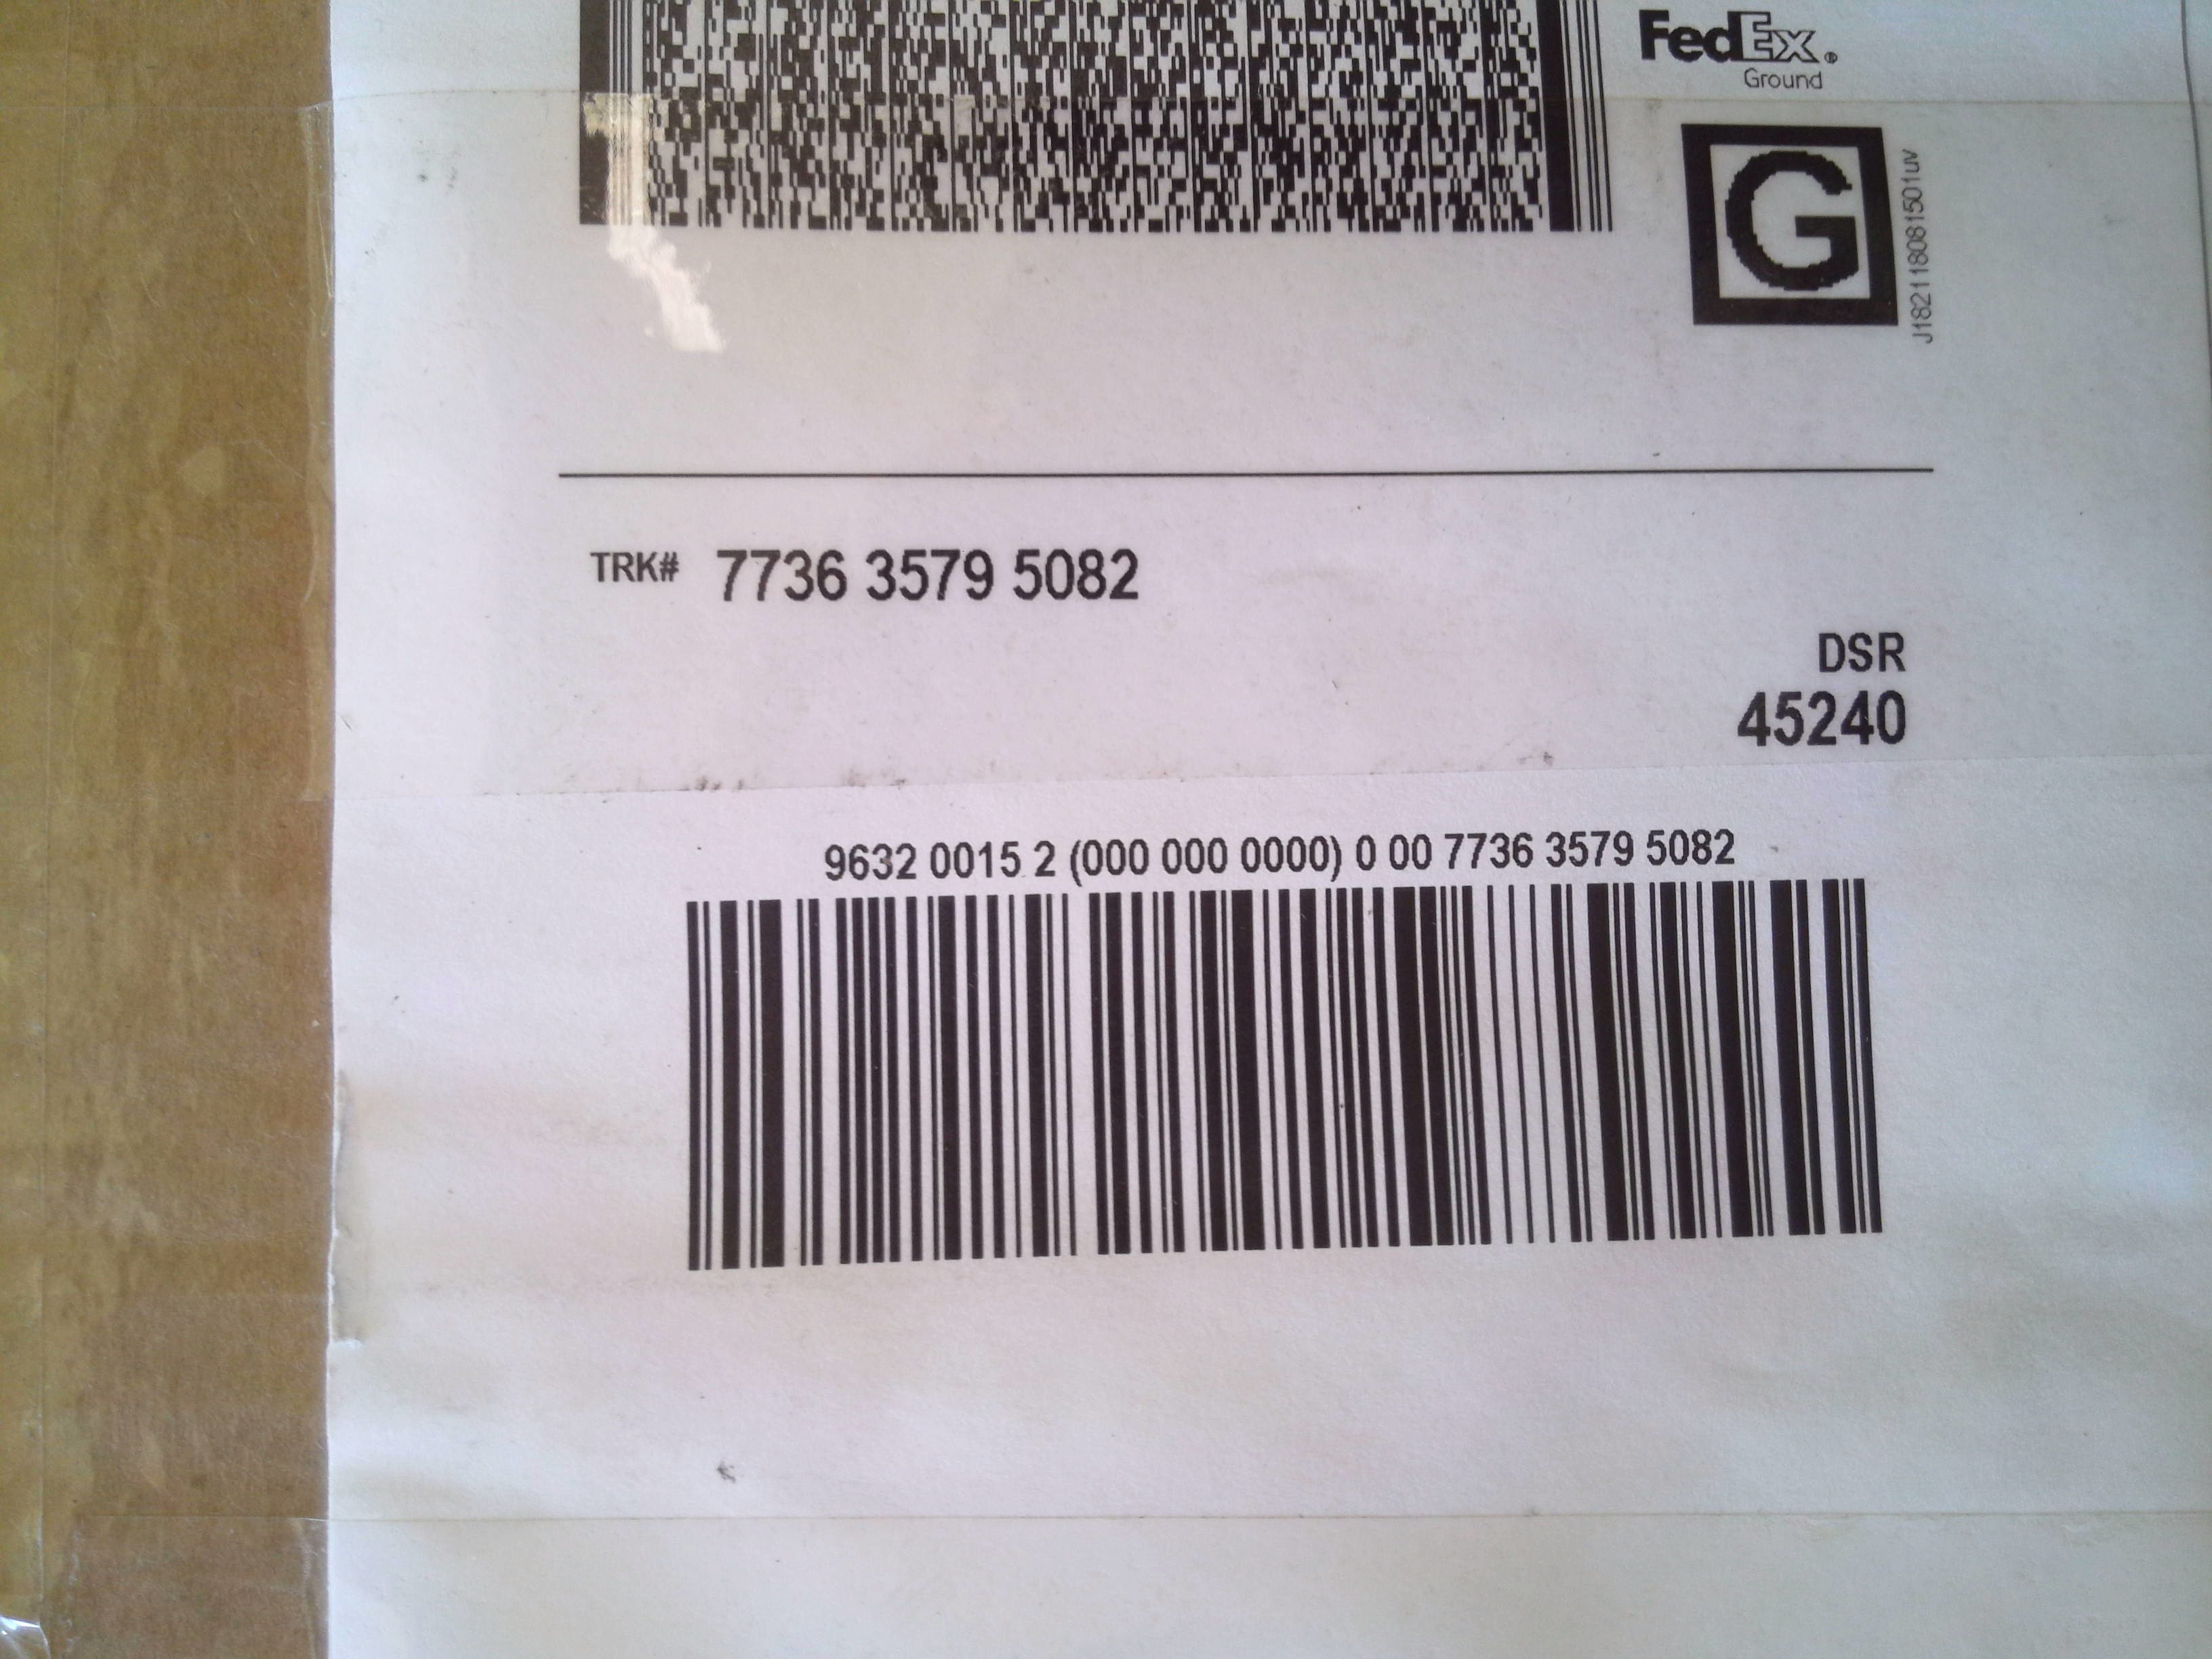 FedEx®
Ground
G
J182118081501uv
TRK# 7736 3579 5082
DSR
45240
9632 0015 2 (000 000 0000) 0 00 7736 3579 5082